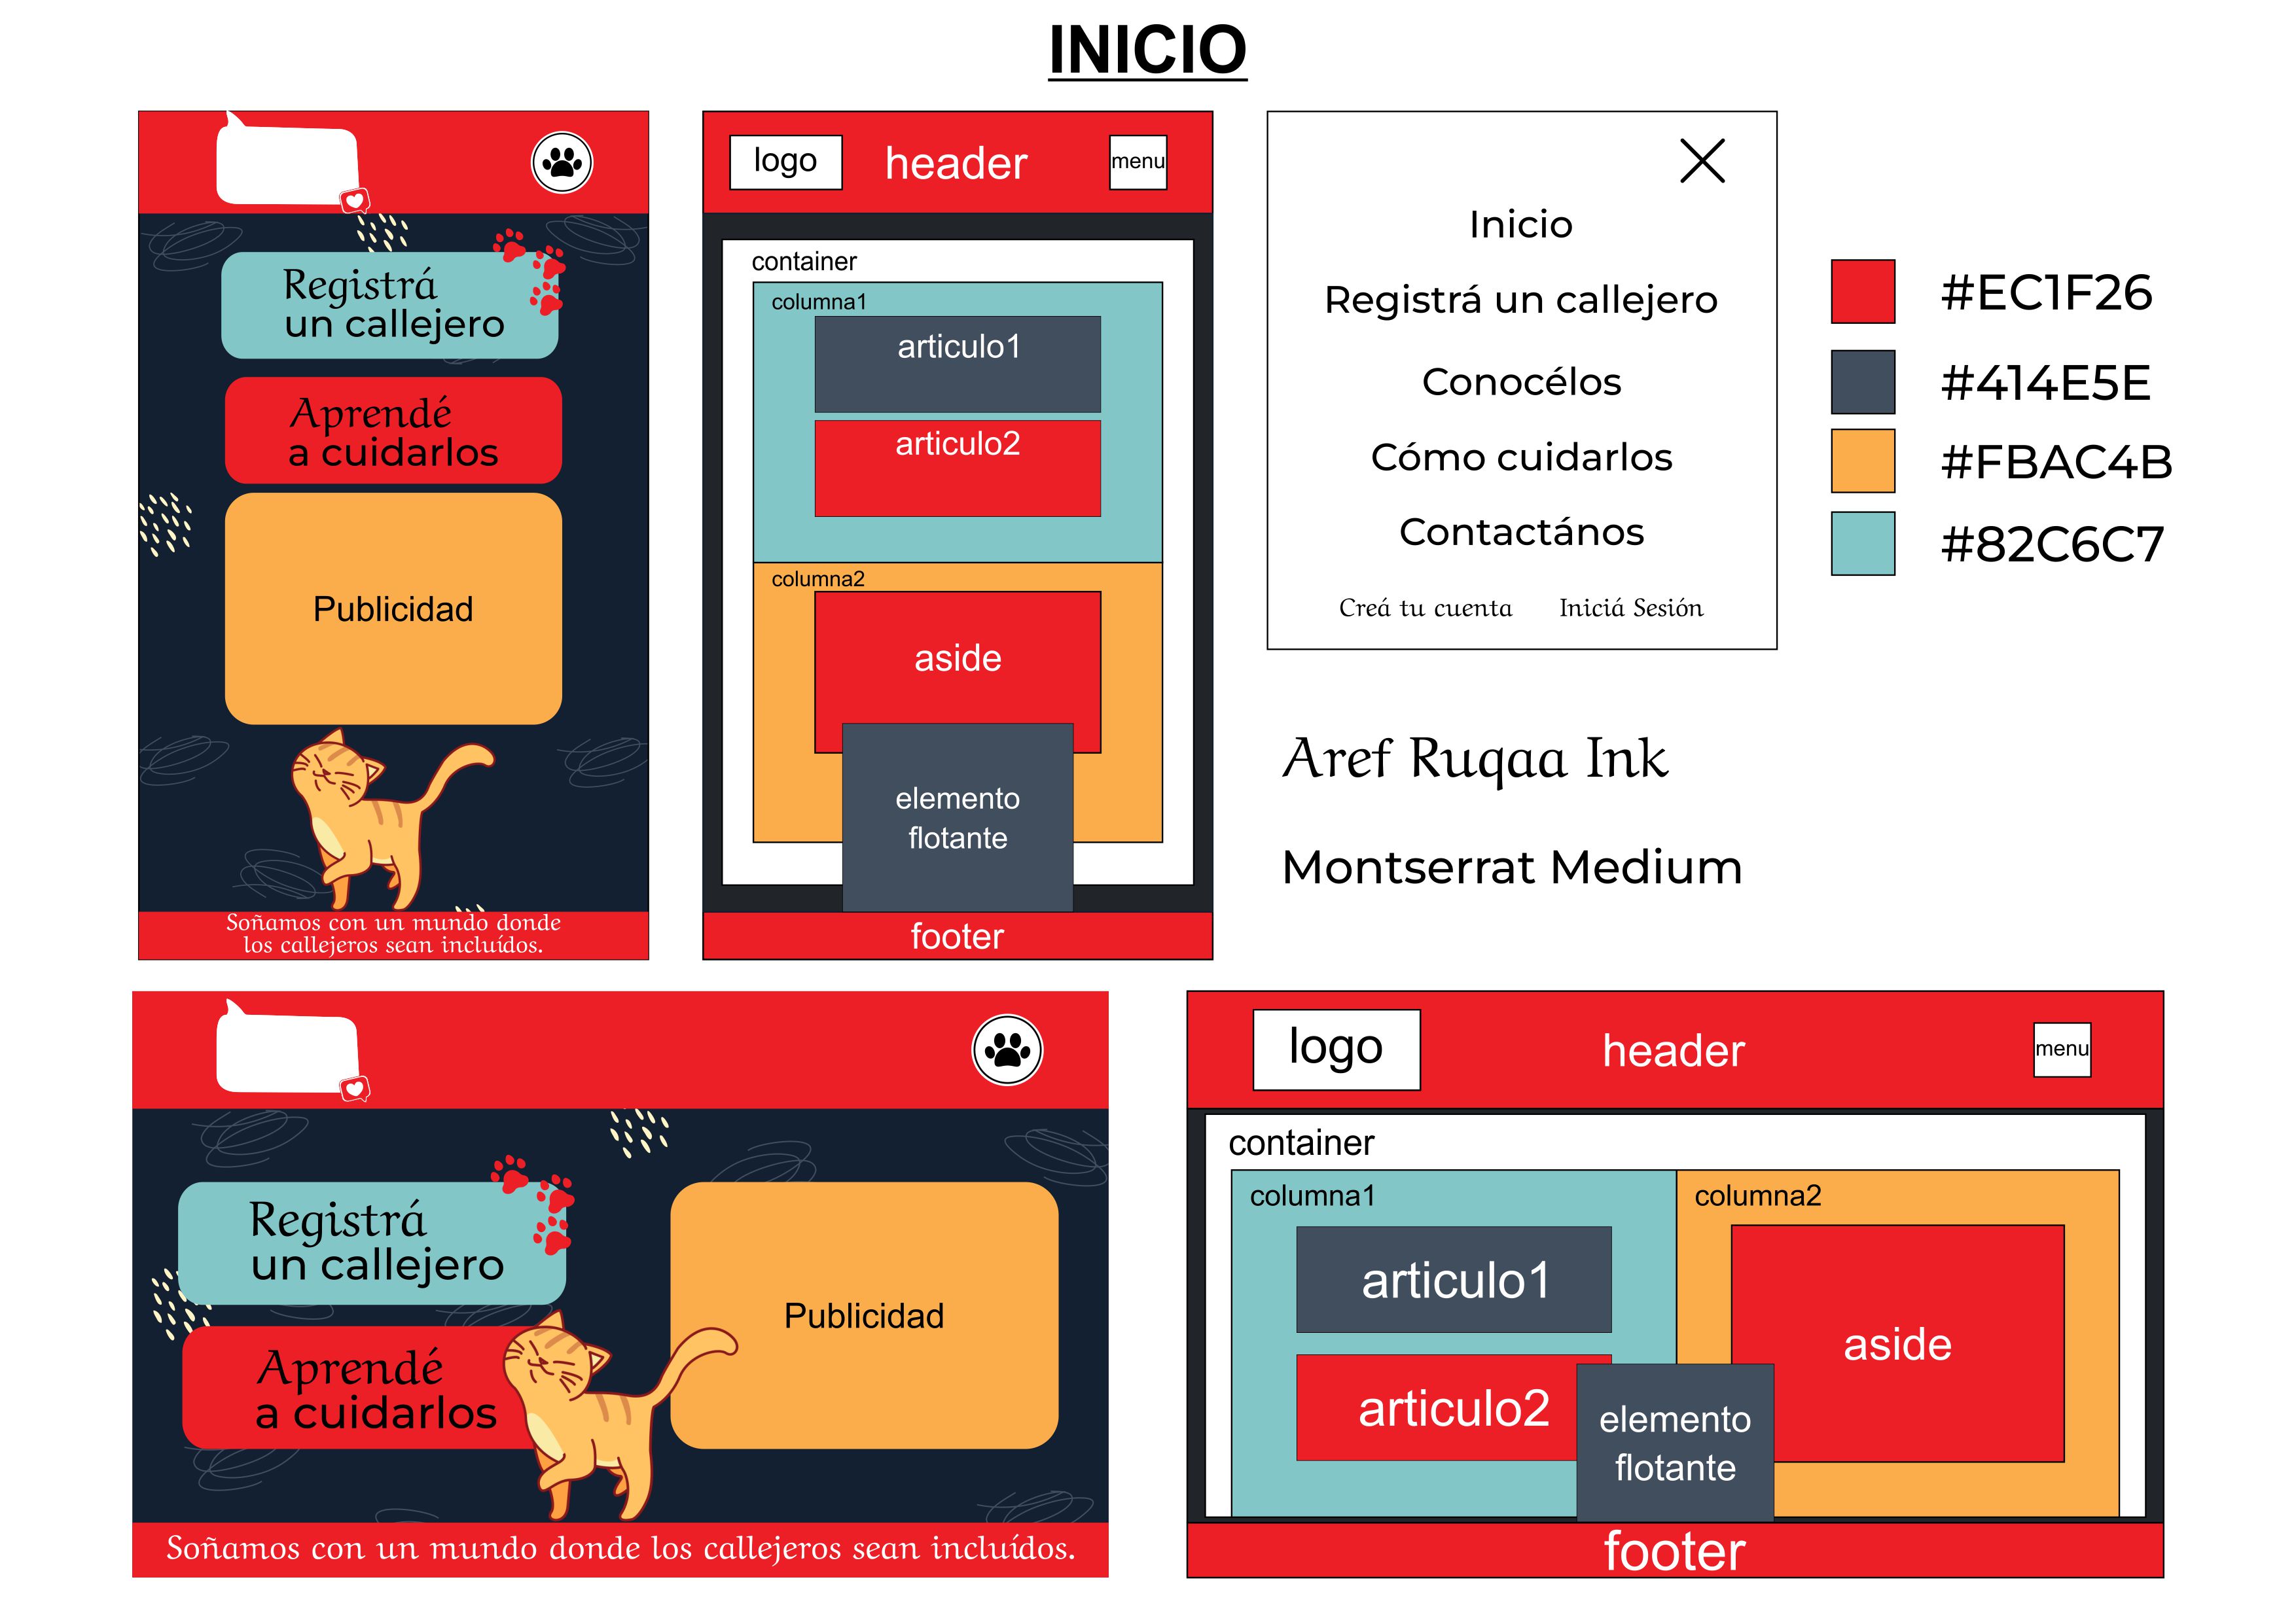 INICIO
Registrá
un callejero
Aprendé
a cuidarlos
Publicidad
Soñamos con un mundo donde
los callejeros sean incluídos.
logo
header
menu
container
columna1
articulo1
articulo2
columna2
aside
elemento
flotante
footer
Inicio
Registrá un callejero
Conocélos
Cómo cuidarlos
Contactános
Creá tu cuenta
Iniciá Sesión
#EC1F26
#414E5E
#FBAC4B
#82C6C7
Aref Ruqaa Ink
Montserrat Medium
Registrá
un callejero
Aprendé
a cuidarlos
Publicidad
Soñamos con un mundo donde los callejeros sean incluídos.
logo
header
menu
container
columna1
articulo1
articulo2
columna2
aside
elemento
flotante
footer